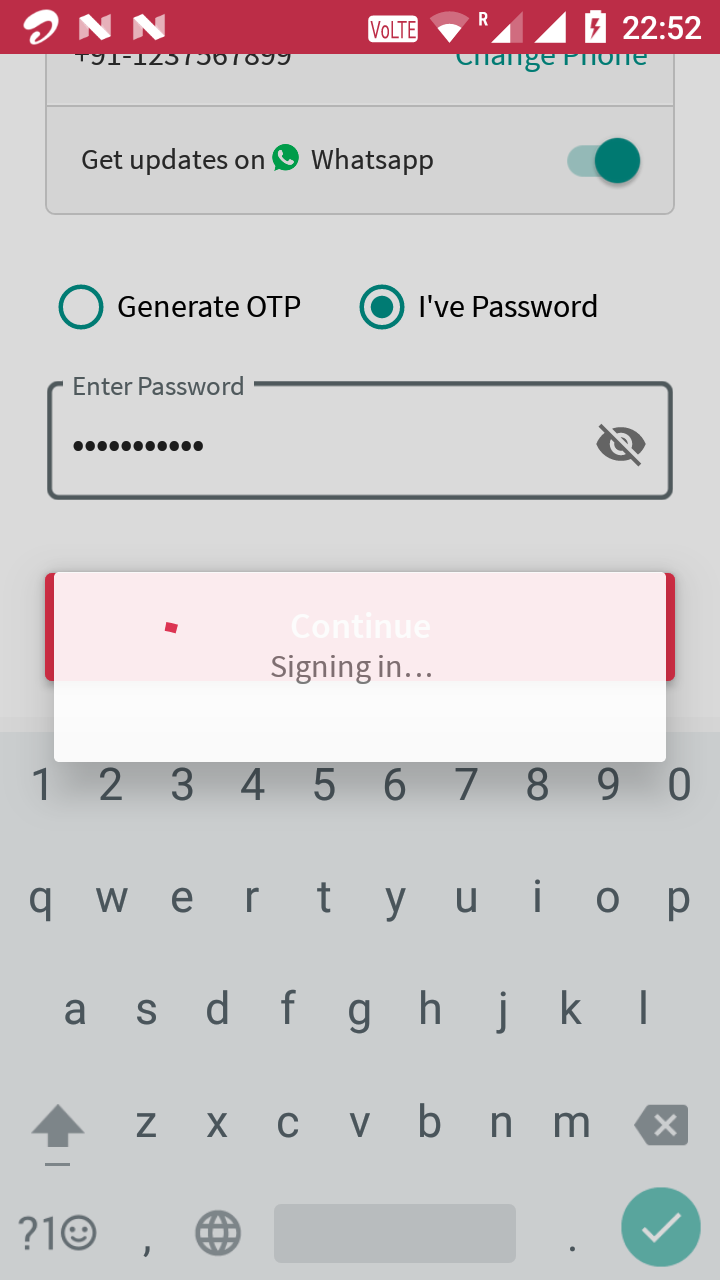 VoLTE R 22:52
+91-1237567899 Change Phone
Get updates on Whatsapp
Generate OTP I've Password
Enter Password
•••••••••••
Continue
Signing in...
1 2 3 4 5 6 7 8 9 0
q w e r t y u i o p
a s d f g h j k l
z x c v b n m
?1 , .